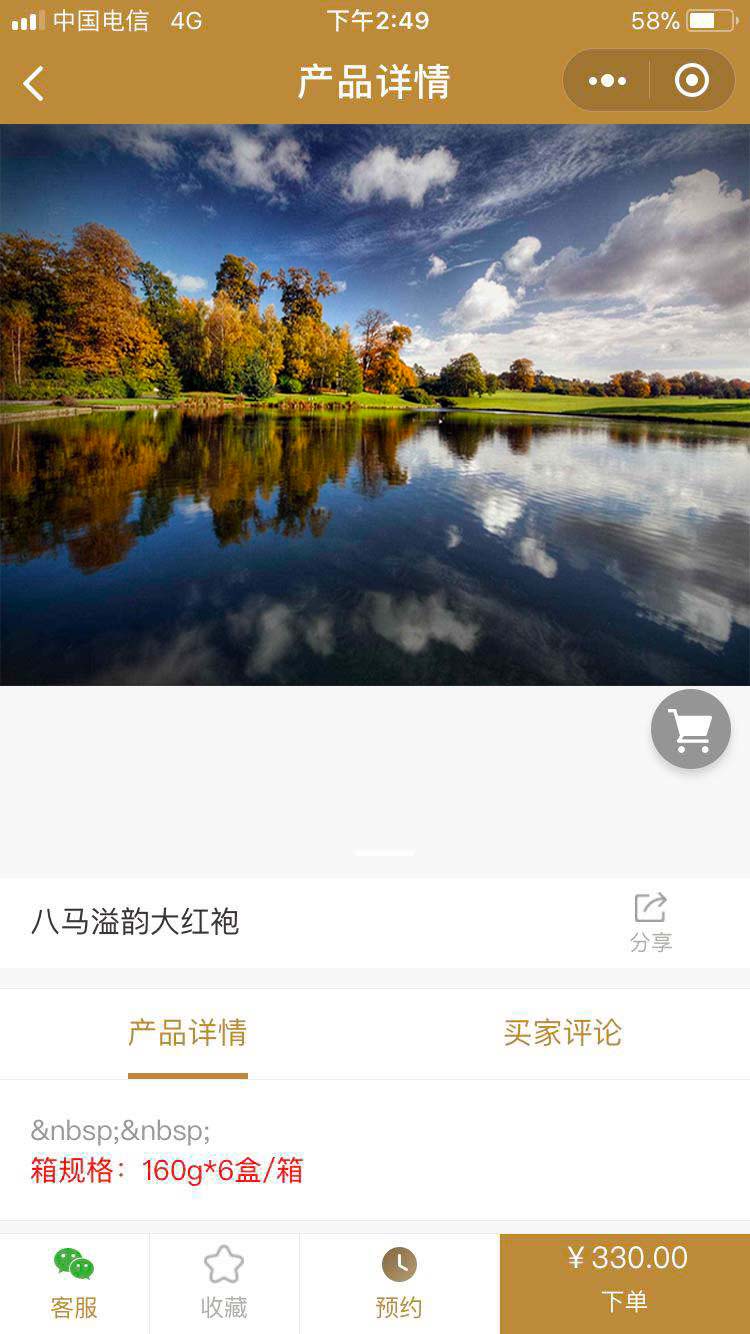 中国电信 4G 下午2:49 58%
产品详情
八马溢韵大红袍
分享
产品详情 买家评论
&nbsp;&nbsp;
箱规格：160g*6盒/箱
¥330.00
客服 收藏 预约 下单